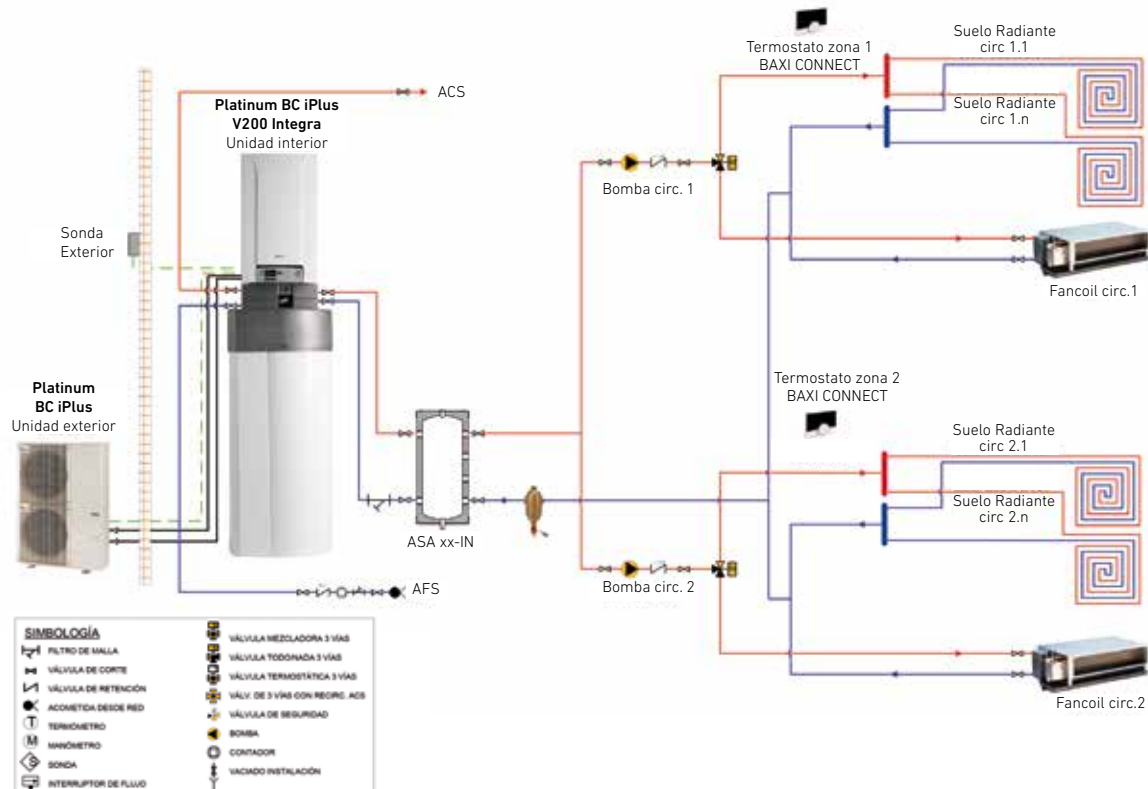 ACS
Platinum BC iPlus
V200 Integra
Unidad interior
Sonda
Exterior
Platinum
BC iPlus
Unidad exterior
ASA xx-IN
AFS
Termostato zona 1
BAXI CONNECT
Bomba circ. 1
Suelo Radiante
circ 1.1
Suelo Radiante
circ 1.n
Fancoil circ.1
Termostato zona 2
BAXI CONNECT
Bomba circ. 2
Suelo Radiante
circ 2.1
Suelo Radiante
circ 2.n
Fancoil circ.2
SIMBOLOGÍA
FILTRO DE MALLA
VÁLVULA DE CORTE
VÁLVULA DE RETENCIÓN
ACOMETIDA DESDE RED
T
TERMÓMETRO
M
MANÓMETRO
S
SONDA
INTERRUPTOR DE FLUJO
VÁLVULA MEZCLADORA 3 VÍAS
VÁLVULA TODO/NADA 3 VÍAS
VÁLVULA TERMOSTÁTICA 3 VÍAS
VÁLV. DE 3 VÍAS CON RECIRC. ACS
VÁLVULA DE SEGURIDAD
BOMBA
CONTADOR
VACIADO INSTALACIÓN